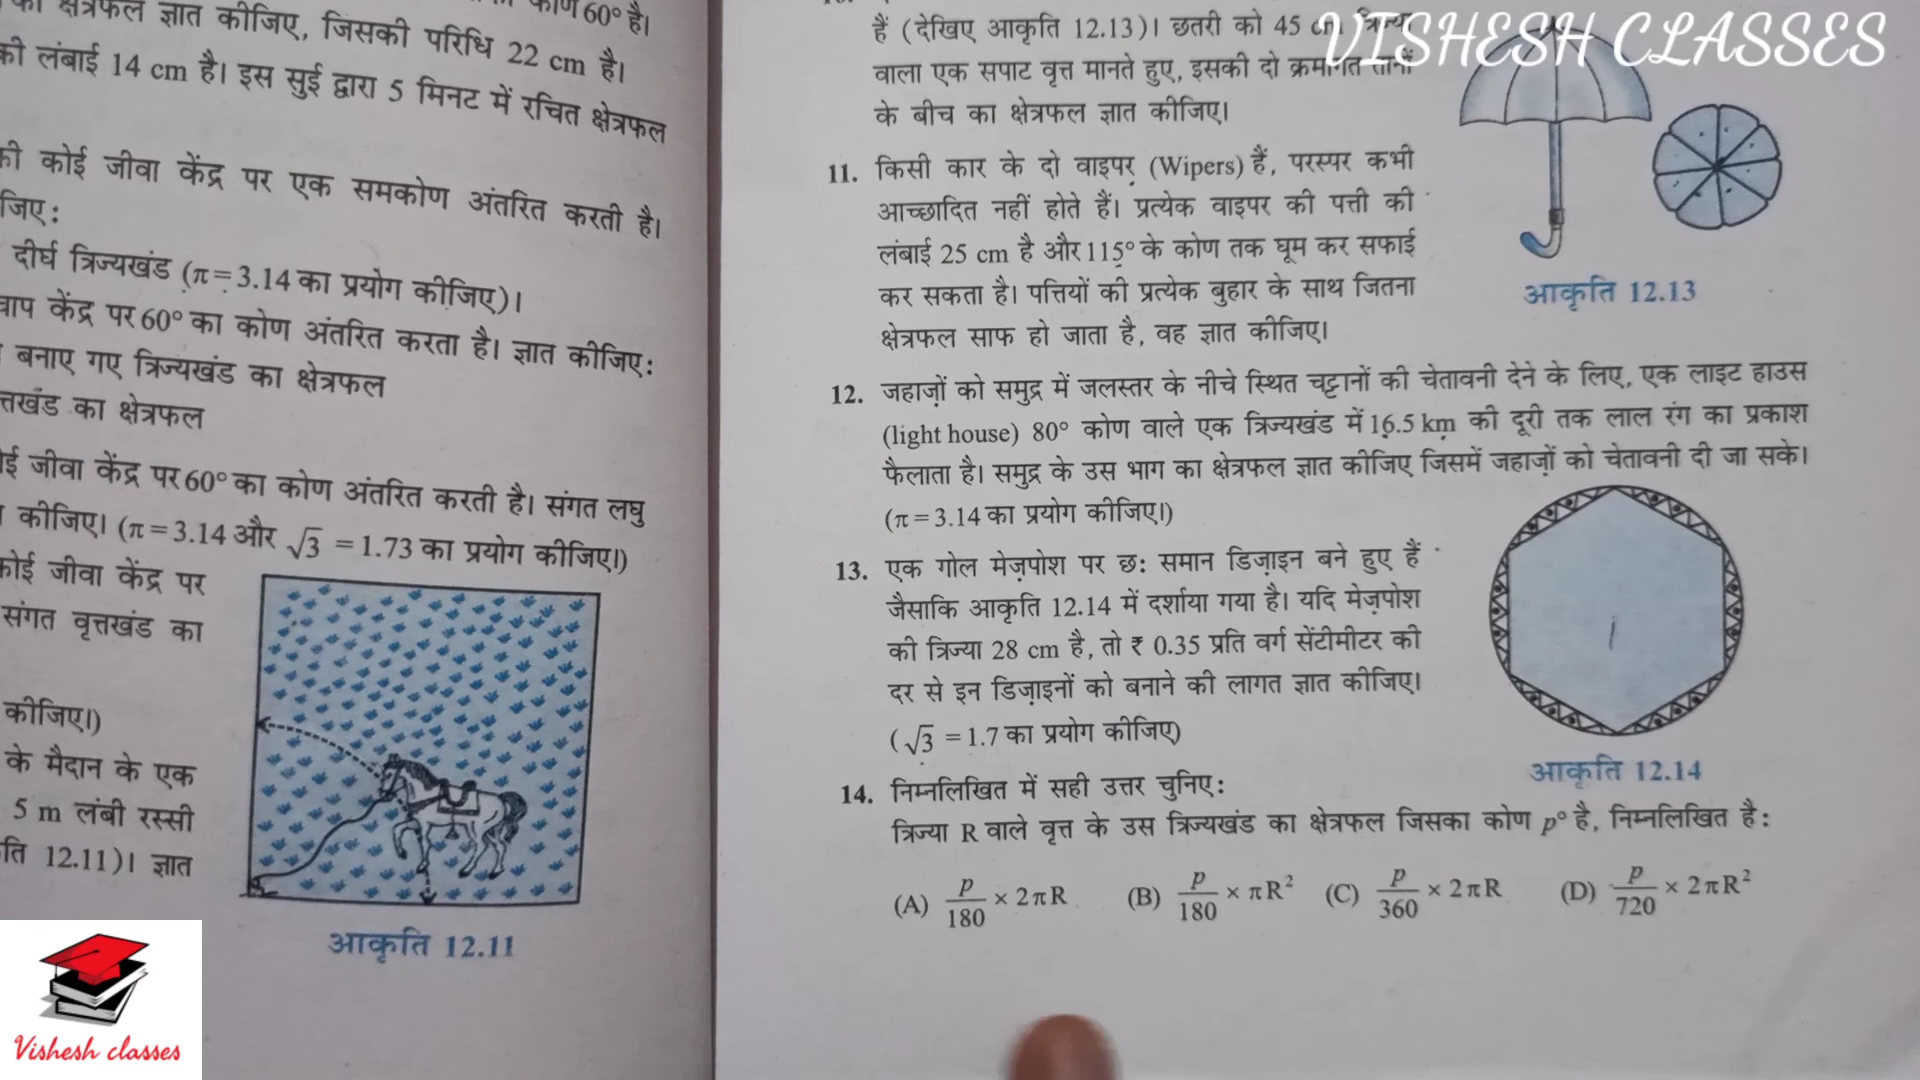 का क्षेत्रफल ज्ञात कीजिए, जिसकी परिधि 22 cm है।
की लंबाई 14 cm है। इस सुई द्वारा 5 मिनट में रचित क्षेत्रफल
की कोई जीवा केंद्र पर एक समकोण अंतरित करती है।
जिए:
दीर्घ त्रिज्यखंड (π = 3.14 का प्रयोग कीजिए)।
चाप केंद्र पर 60° का कोण अंतरित करता है। ज्ञात कीजिए:
बनाए गए त्रिज्यखंड का क्षेत्रफल
त्तखंड का क्षेत्रफल
ोई जीवा केंद्र पर 60° का कोण अंतरित करती है। संगत लघु
कीजिए। (π = 3.14 और √3 = 1.73 का प्रयोग कीजिए।)
कोई जीवा केंद्र पर
संगत वृत्तखंड का
कीजिए।)
के मैदान के एक
5 m लंबी रस्सी
ति 12.11)। ज्ञात
आकृति 12.11
Vishesh classes
VISHESH CLASSES
हैं (देखिए आकृति 12.13)। छतरी को 45 cm त्रिज्या
वाला एक सपाट वृत्त मानते हुए, इसकी दो क्रमागत तानों
के बीच का क्षेत्रफल ज्ञात कीजिए।
11. किसी कार के दो वाइपर (Wipers) हैं, परस्पर कभी
आच्छादित नहीं होते हैं। प्रत्येक वाइपर की पत्ती की
लंबाई 25 cm है और 115° के कोण तक घूम कर सफाई
कर सकता है। पत्तियों की प्रत्येक बुहार के साथ जितना
क्षेत्रफल साफ हो जाता है, वह ज्ञात कीजिए।
आकृति 12.13
12. जहाज़ों को समुद्र में जलस्तर के नीचे स्थित चट्टानों की चेतावनी देने के लिए, एक लाइट हाउस
(light house) 80° कोण वाले एक त्रिज्यखंड में 16.5 km की दूरी तक लाल रंग का प्रकाश
फैलाता है। समुद्र के उस भाग का क्षेत्रफल ज्ञात कीजिए जिसमें जहाज़ों को चेतावनी दी जा सके।
(π = 3.14 का प्रयोग कीजिए।)
13. एक गोल मेज़पोश पर छः समान डिज़ाइन बने हुए हैं
जैसाकि आकृति 12.14 में दर्शाया गया है। यदि मेज़पोश
की त्रिज्या 28 cm है, तो ₹ 0.35 प्रति वर्ग सेंटीमीटर की
दर से इन डिज़ाइनों को बनाने की लागत ज्ञात कीजिए।
(√3 = 1.7 का प्रयोग कीजिए)
आकृति 12.14
14. निम्नलिखित में सही उत्तर चुनिए:
त्रिज्या R वाले वृत्त के उस त्रिज्यखंड का क्षेत्रफल जिसका कोण p° है, निम्नलिखित है:
(A) p/180 × 2πR (B) p/180 × πR² (C) p/360 × 2πR (D) p/720 × 2πR²